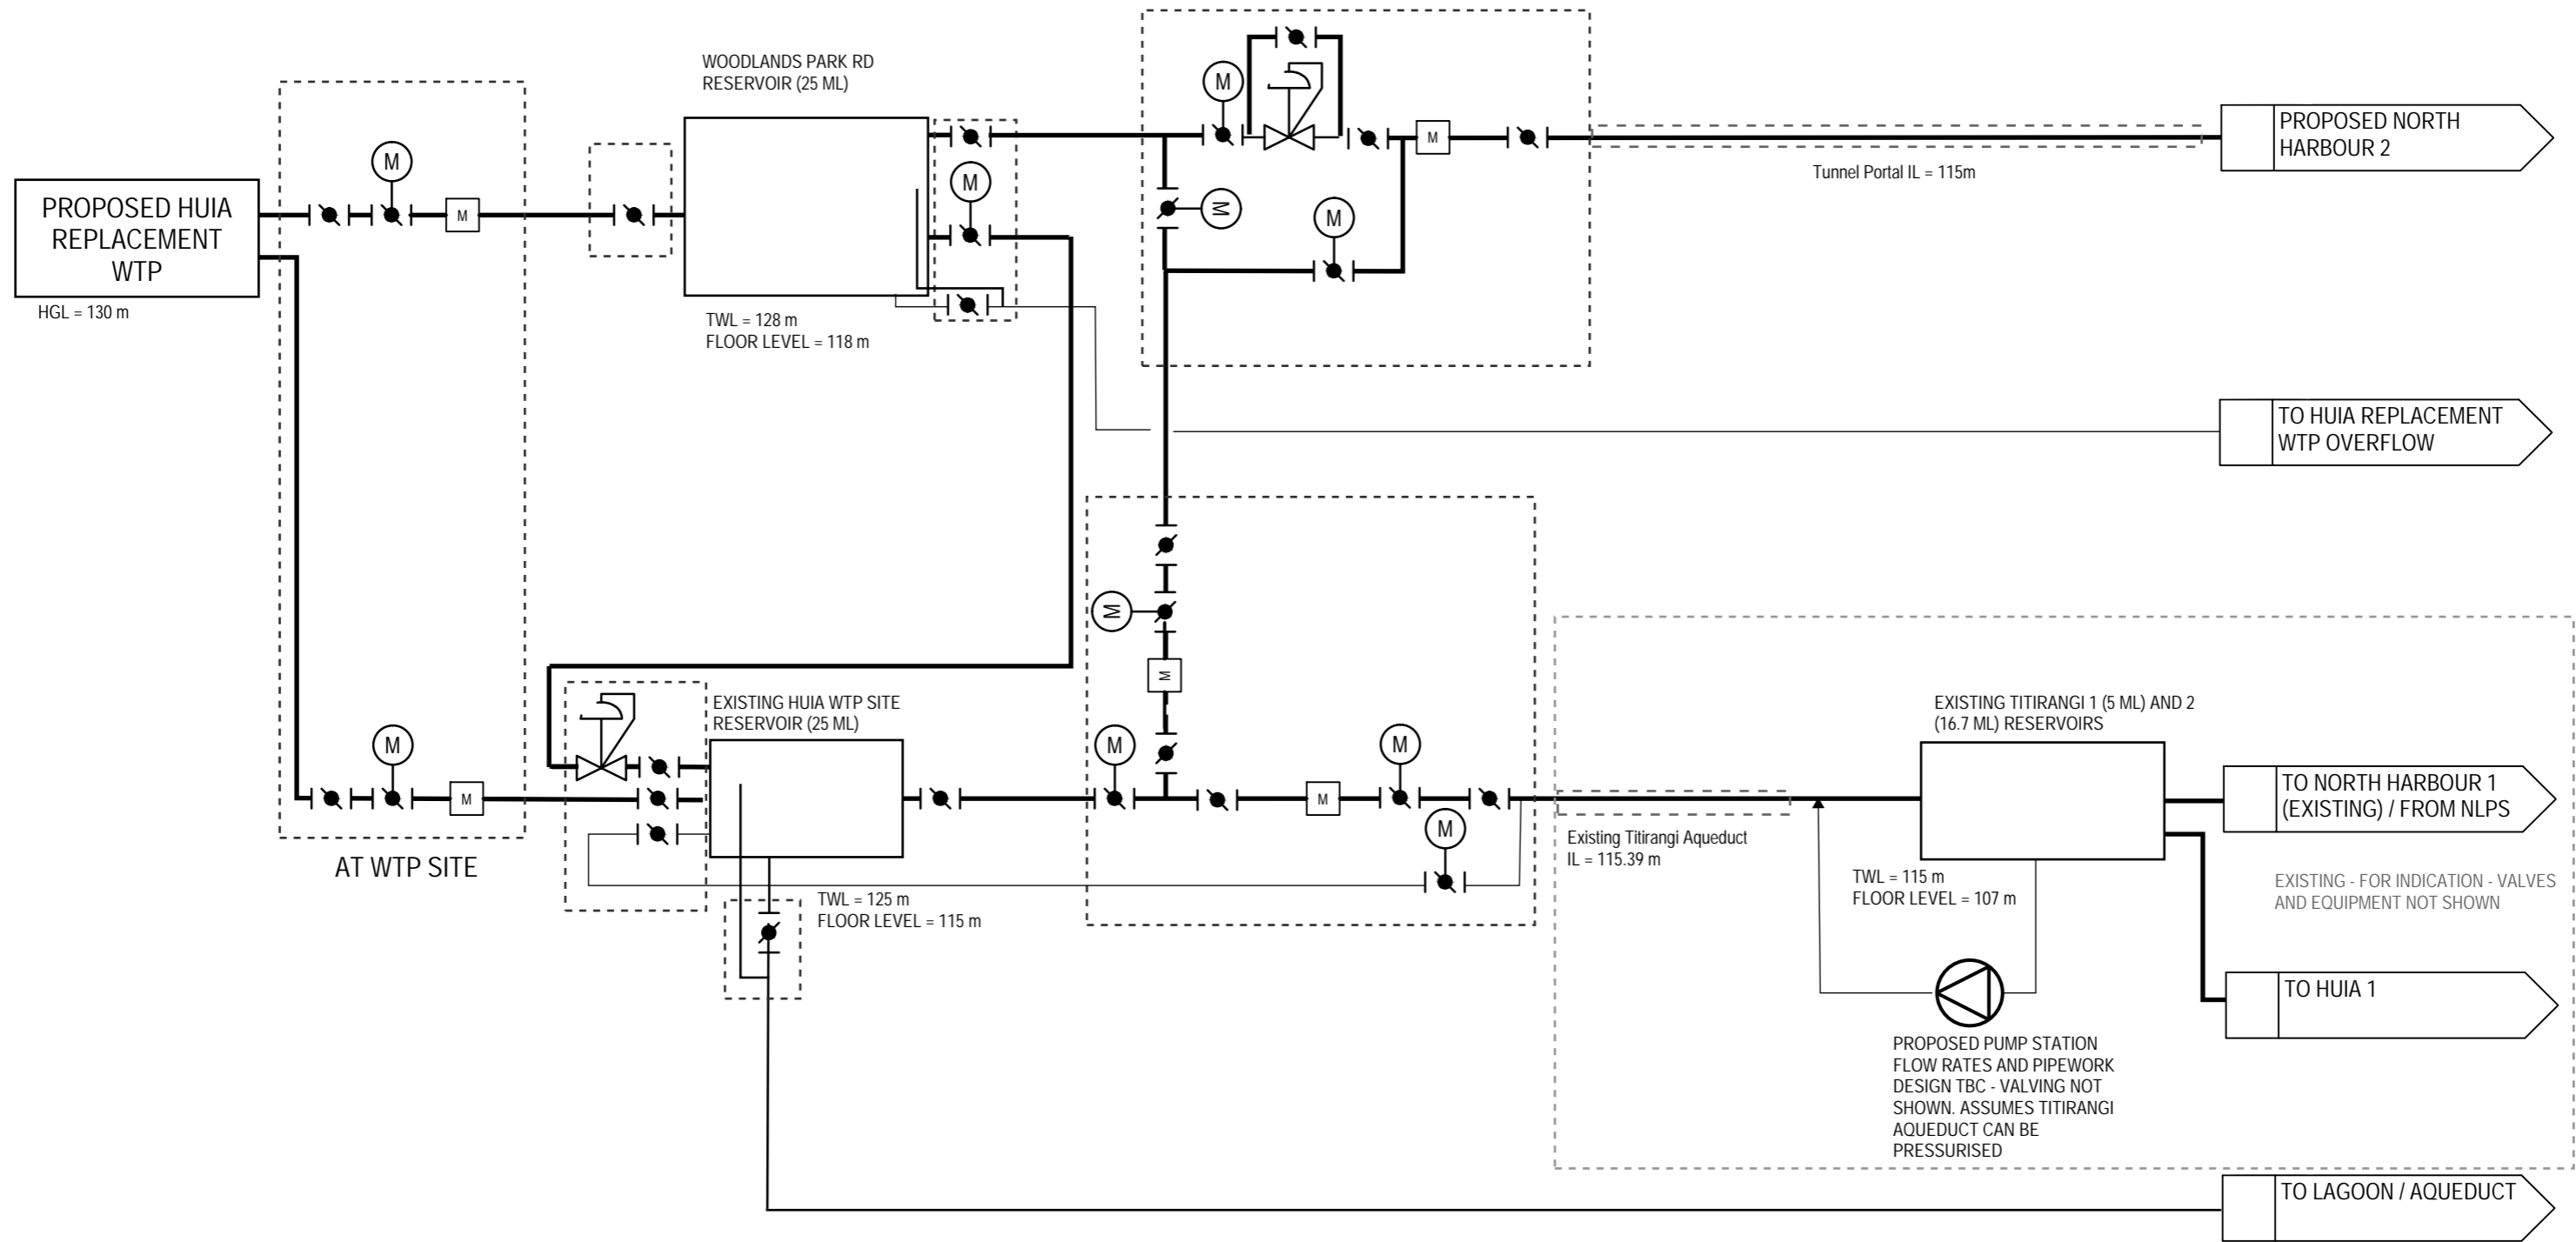 WOODLANDS PARK RD
RESERVOIR (25 ML)
M
M
M
M
M
M
M
M
PROPOSED HUIA
REPLACEMENT
WTP
HGL = 130 m
TWL = 128 m
FLOOR LEVEL = 118 m
Tunnel Portal IL = 115m
PROPOSED NORTH
HARBOUR 2
TO HUIA REPLACEMENT
WTP OVERFLOW
M
M
M
M
M
M
M
M
M
AT WTP SITE
EXISTING HUIA WTP SITE
RESERVOIR (25 ML)
TWL = 125 m
FLOOR LEVEL = 115 m
Existing Titirangi Aqueduct
IL = 115.39 m
EXISTING TITIRANGI 1 (5 ML) AND 2
(16.7 ML) RESERVOIRS
TWL = 115 m
FLOOR LEVEL = 107 m
TO NORTH HARBOUR 1
(EXISTING) / FROM NLPS
EXISTING - FOR INDICATION - VALVES
AND EQUIPMENT NOT SHOWN
TO HUIA 1
PROPOSED PUMP STATION
FLOW RATES AND PIPEWORK
DESIGN TBC - VALVING NOT
SHOWN. ASSUMES TITIRANGI
AQUEDUCT CAN BE
PRESSURISED
TO LAGOON / AQUEDUCT